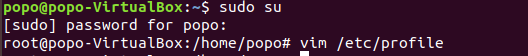 popo@popo-VirtualBox:~$ sudo su
[sudo] password for popo:
root@popo-VirtualBox:/home/popo# vim /etc/profile